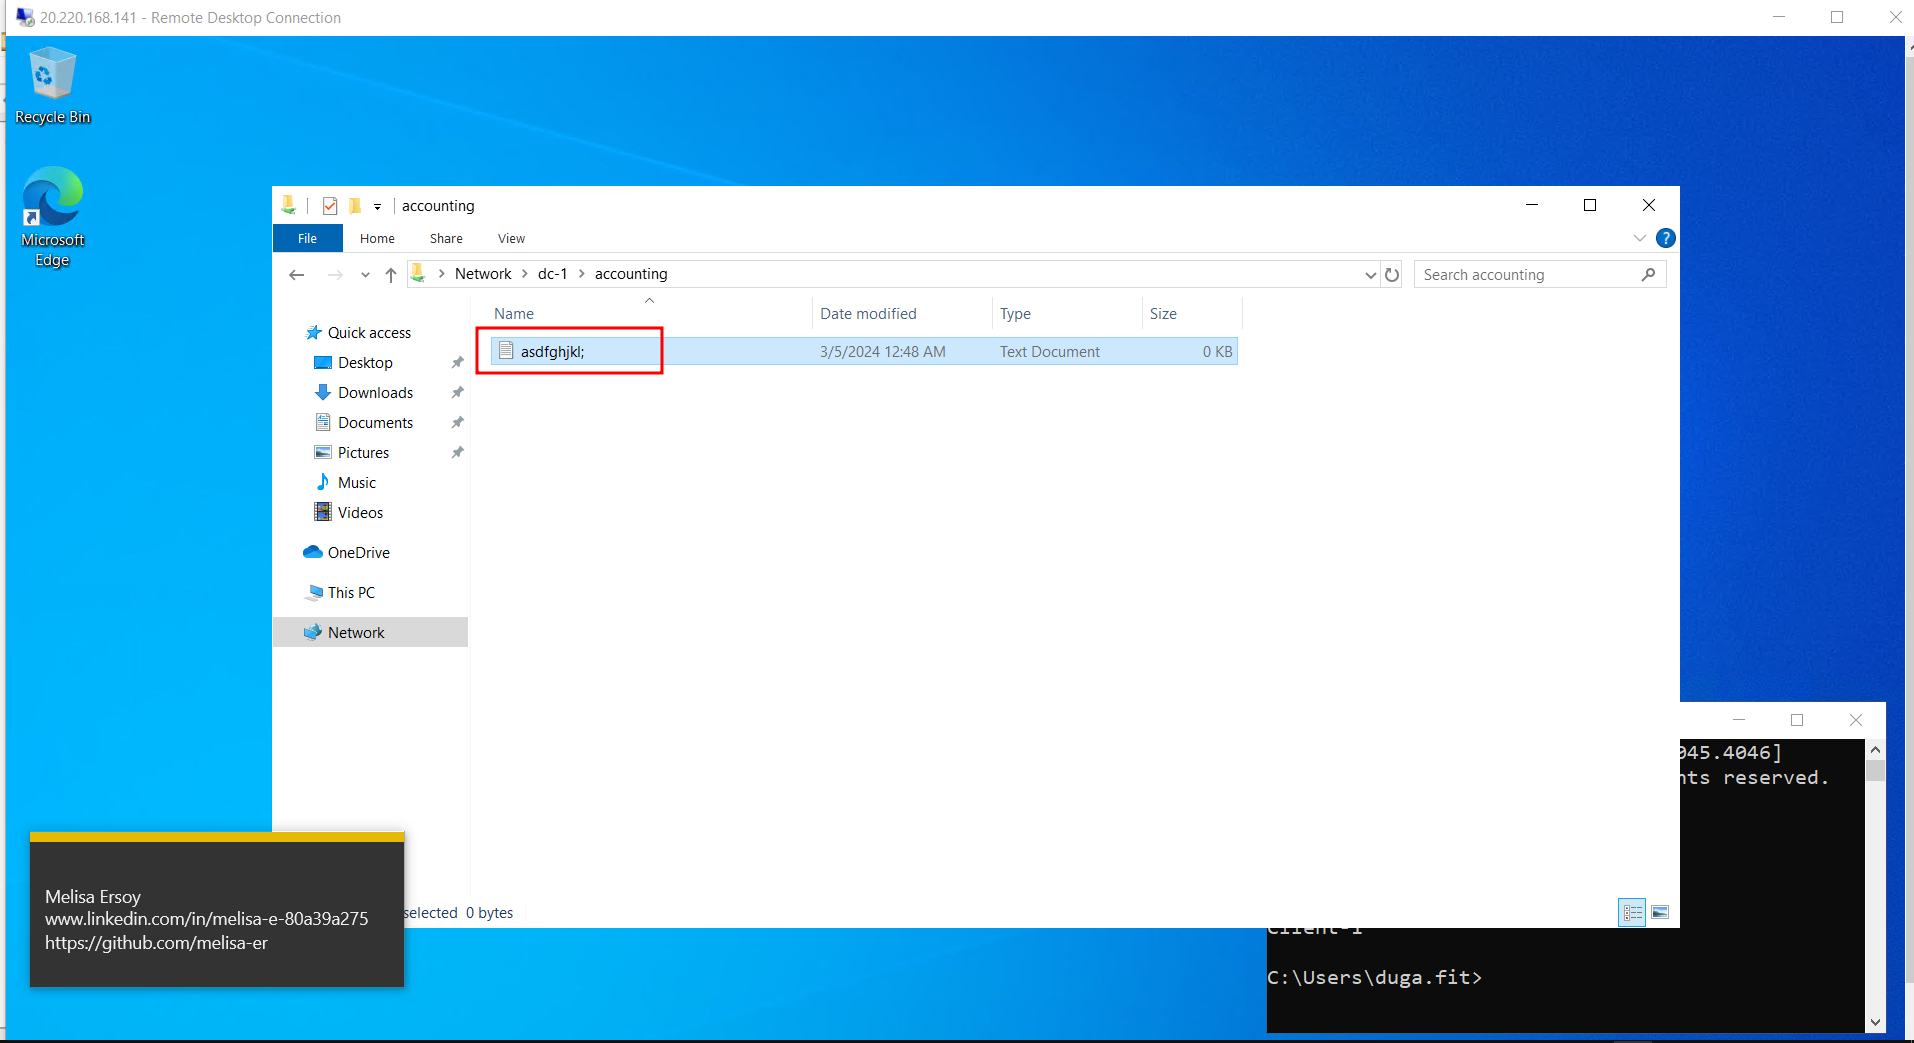 20.220.168.141 - Remote Desktop Connection
Recycle Bin
Microsoft
Edge
accounting
File Home Share View
Network dc-1 accounting
Search accounting
Name Date modified Type Size
asdfghjkl; 3/5/2024 12:48 AM Text Document 0 KB
Quick access
Desktop
Downloads
Documents
Pictures
Music
Videos
OneDrive
This PC
Network
selected 0 bytes
045.4046]
nts reserved.
Client-1
C:\Users\duga.fit>
Melisa Ersoy
www.linkedin.com/in/melisa-e-80a39a275
https://github.com/melisa-er